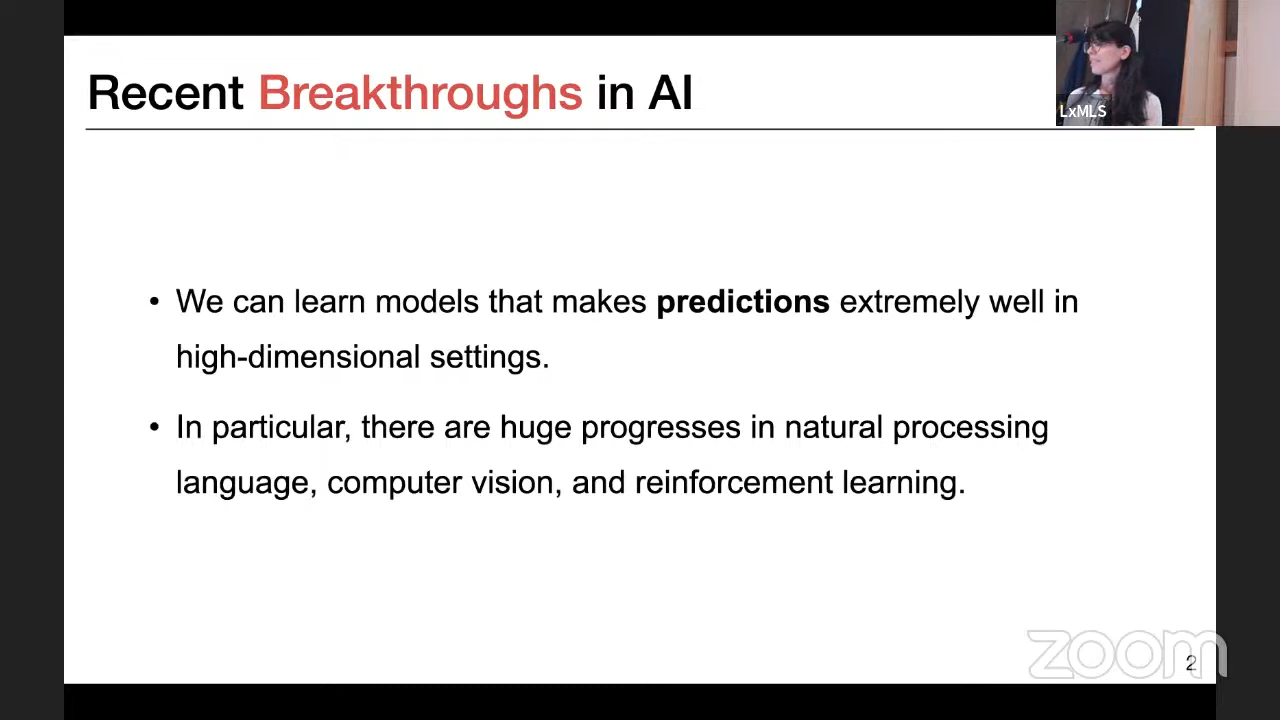 Recent Breakthroughs in AI
LxMLS
• We can learn models that makes predictions extremely well in
high-dimensional settings.
• In particular, there are huge progresses in natural processing
language, computer vision, and reinforcement learning.
zoom
2